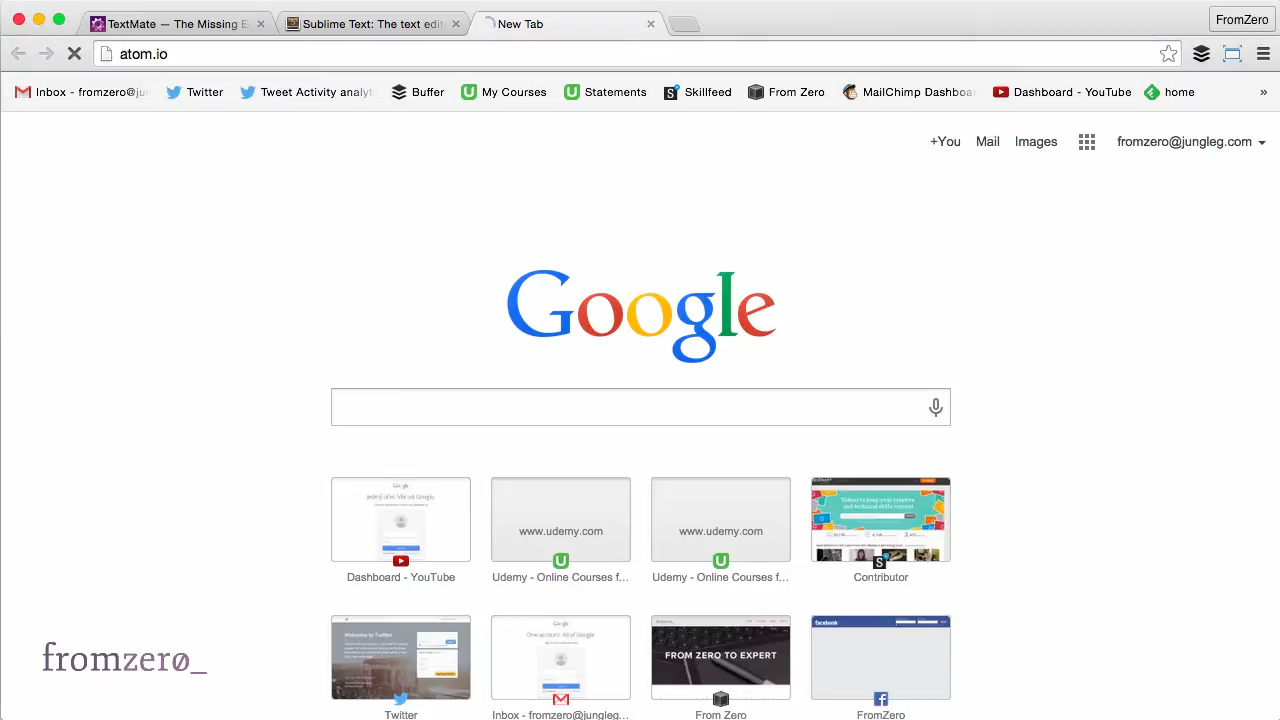 TextMate — The Missing E
Sublime Text: The text edit
New Tab
FromZero
atom.io
Inbox - fromzero@jun
Twitter
Tweet Activity analyt
Buffer
My Courses
Statements
Skillfeed
From Zero
MailChimp Dashboa
Dashboard - YouTube
home
»
+You
Mail
Images
fromzero@jungleg.com
Google
www.udemy.com
www.udemy.com
Dashboard - YouTube
Udemy - Online Courses f...
Udemy - Online Courses f...
Contributor
Welcome to Twitter
One account. All of Google
FROM ZERO TO EXPERT
facebook
fromzerø_
Twitter
Inbox - fromzero@jungleg...
From Zero
FromZero